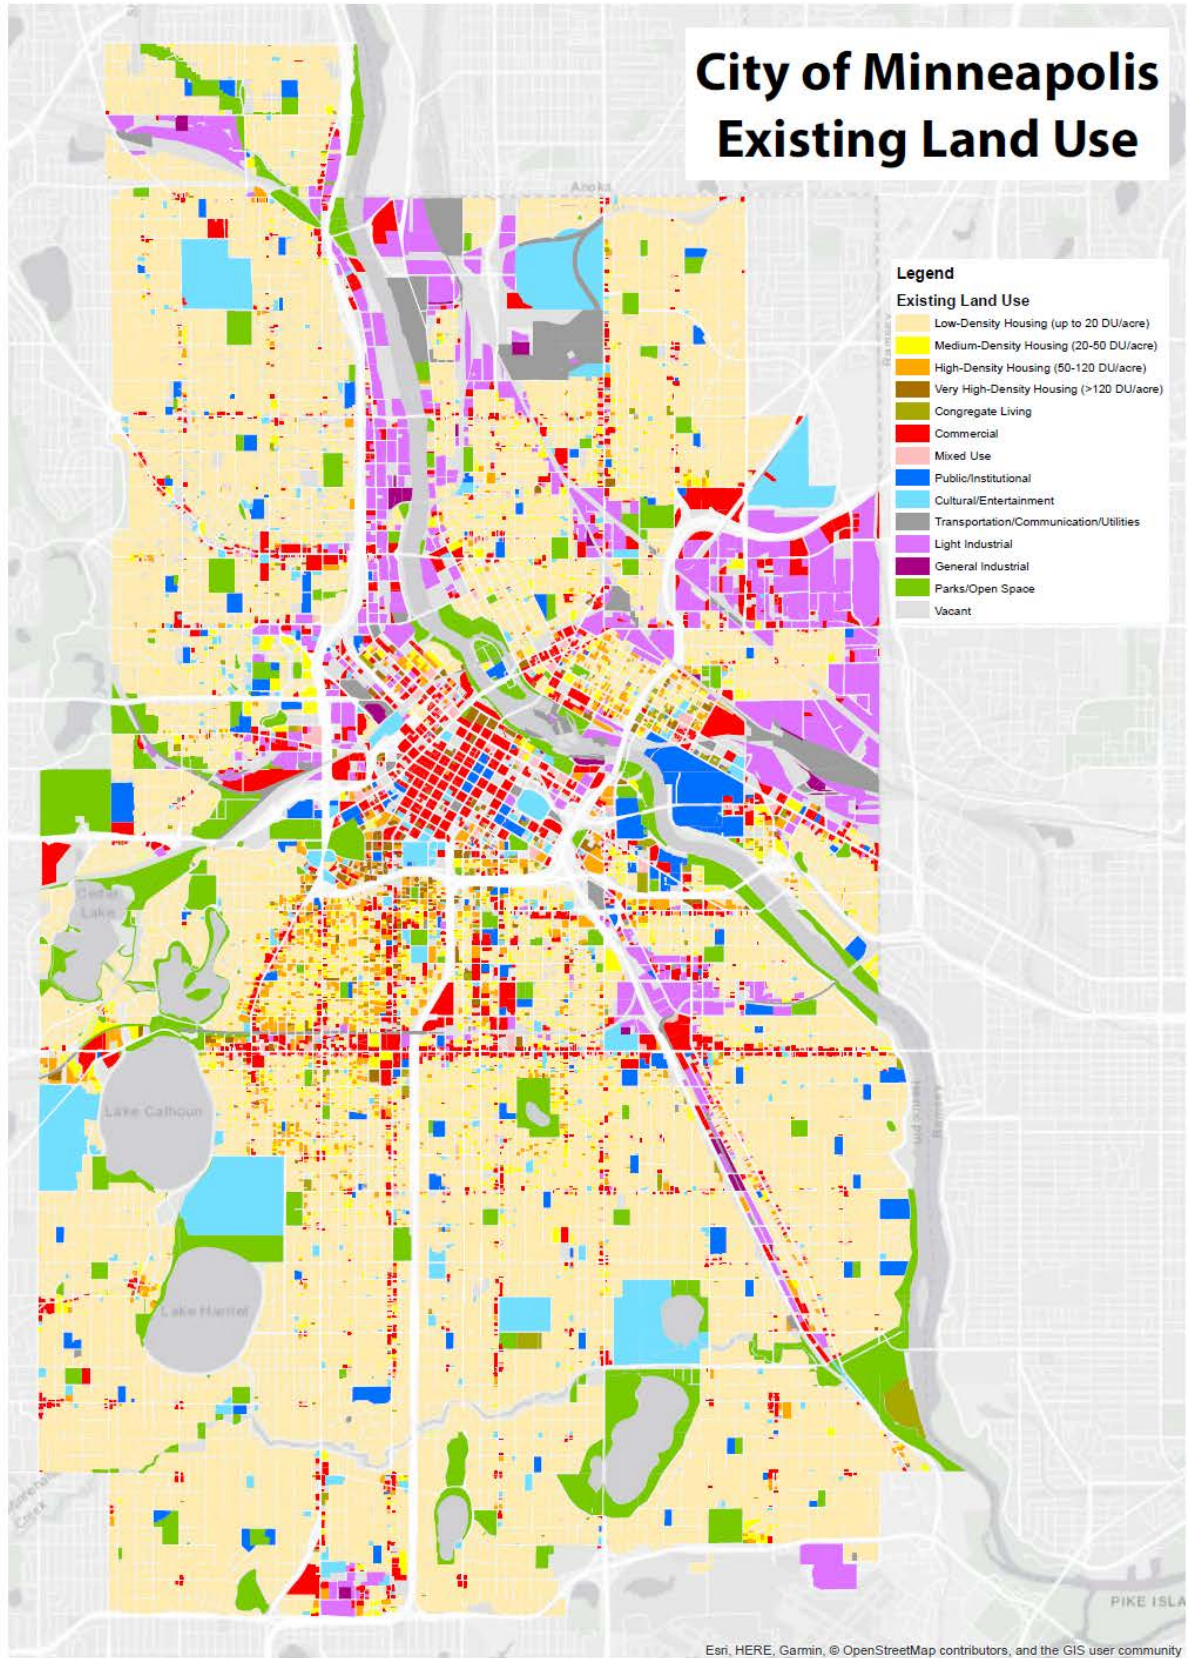 City of Minneapolis
Existing Land Use
Anoka
Legend
Existing Land Use
Low-Density Housing (up to 20 DU/acre)
Medium-Density Housing (20-50 DU/acre)
High-Density Housing (50-120 DU/acre)
Very High-Density Housing (>120 DU/acre)
Congregate Living
Commercial
Mixed Use
Public/Institutional
Cultural/Entertainment
Transportation/Communication/Utilities
Light Industrial
General Industrial
Parks/Open Space
Vacant
Cedar
Lake
Lake Calhoun
Lake Harriet
Creek
PIKE ISLA
Esri, HERE, Garmin, © OpenStreetMap contributors, and the GIS user community